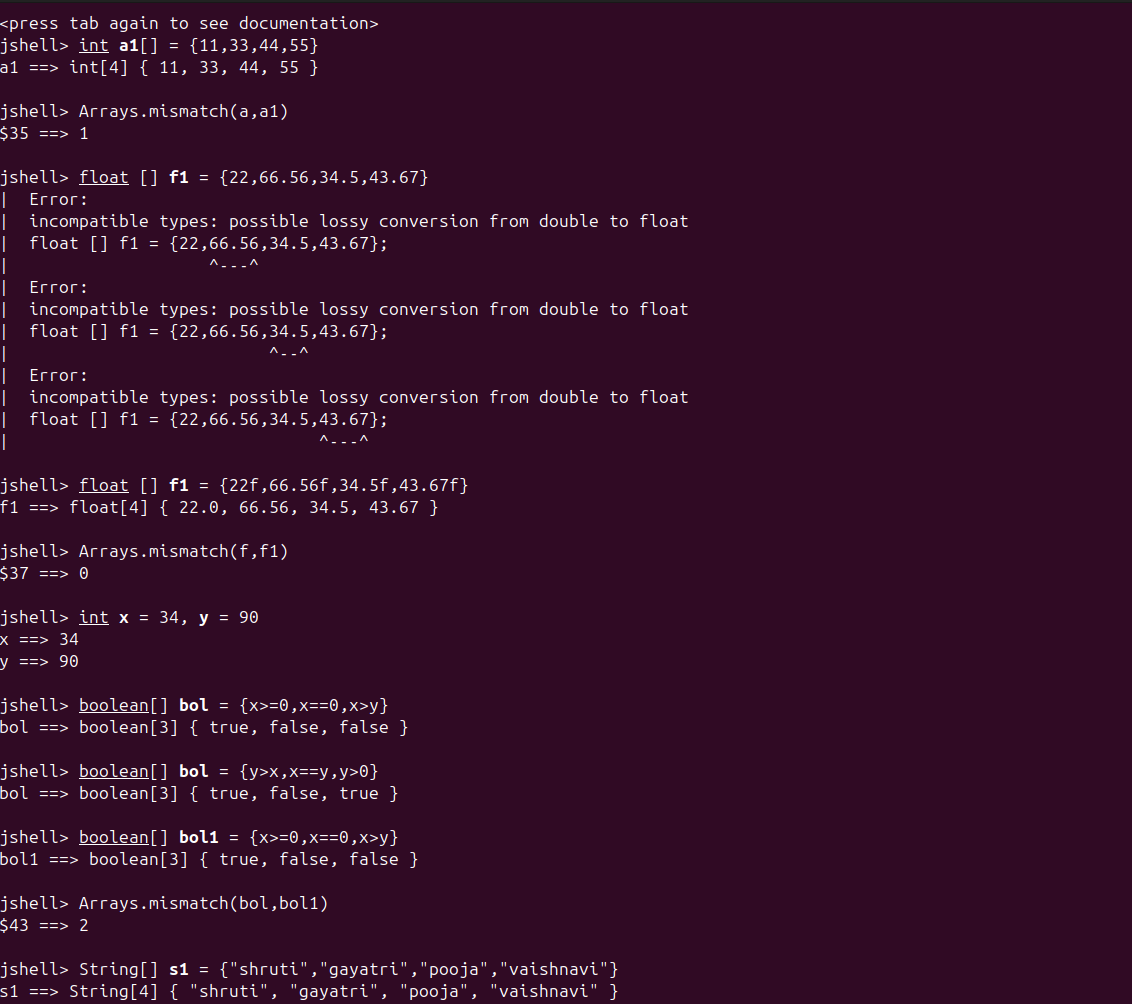 <press tab again to see documentation>
jshell> int a1[] = {11,33,44,55}
a1 ==> int[4] { 11, 33, 44, 55 }
jshell> Arrays.mismatch(a,a1)
$35 ==> 1
jshell> float [] f1 = {22,66.56,34.5,43.67}
|  Error:
|  incompatible types: possible lossy conversion from double to float
|  float [] f1 = {22,66.56,34.5,43.67};
|                    ^---^
|  Error:
|  incompatible types: possible lossy conversion from double to float
|  float [] f1 = {22,66.56,34.5,43.67};
|                          ^--^
|  Error:
|  incompatible types: possible lossy conversion from double to float
|  float [] f1 = {22,66.56,34.5,43.67};
|                               ^---^
jshell> float [] f1 = {22f,66.56f,34.5f,43.67f}
f1 ==> float[4] { 22.0, 66.56, 34.5, 43.67 }
jshell> Arrays.mismatch(f,f1)
$37 ==> 0
jshell> int x = 34, y = 90
x ==> 34
y ==> 90
jshell> boolean[] bol = {x>=0,x==0,x>y}
bol ==> boolean[3] { true, false, false }
jshell> boolean[] bol = {y>x,x==y,y>0}
bol ==> boolean[3] { true, false, true }
jshell> boolean[] bol1 = {x>=0,x==0,x>y}
bol1 ==> boolean[3] { true, false, false }
jshell> Arrays.mismatch(bol,bol1)
$43 ==> 2
jshell> String[] s1 = {"shruti","gayatri","pooja","vaishnavi"}
s1 ==> String[4] { "shruti", "gayatri", "pooja", "vaishnavi" }